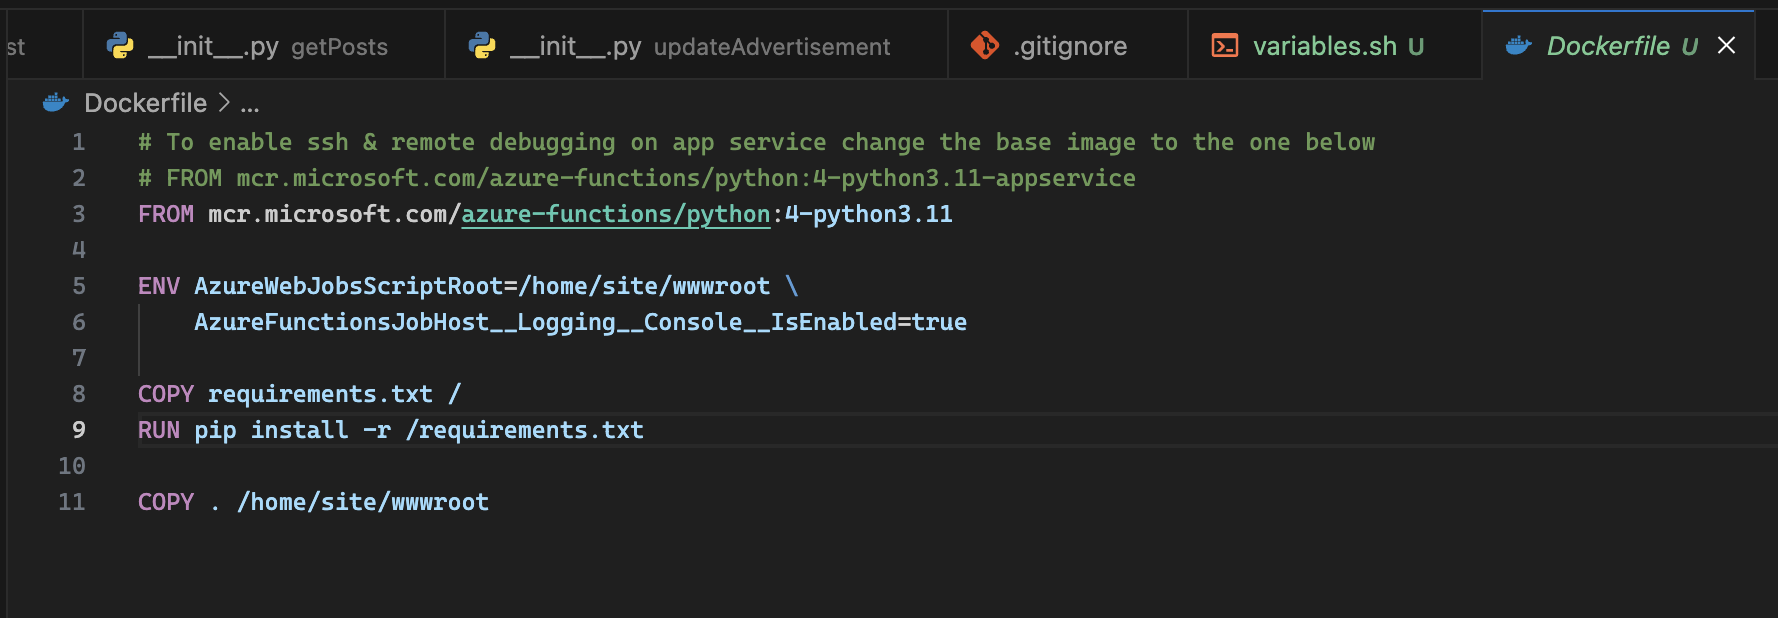 st __init__.py getPosts __init__.py updateAdvertisement .gitignore variables.sh U Dockerfile U
Dockerfile > ...
1 # To enable ssh & remote debugging on app service change the base image to the one below
2 # FROM mcr.microsoft.com/azure-functions/python:4-python3.11-appservice
3 FROM mcr.microsoft.com/azure-functions/python:4-python3.11
4
5 ENV AzureWebJobsScriptRoot=/home/site/wwwroot \
6 AzureFunctionsJobHost__Logging__Console__IsEnabled=true
7
8 COPY requirements.txt /
9 RUN pip install -r /requirements.txt
10
11 COPY . /home/site/wwwroot